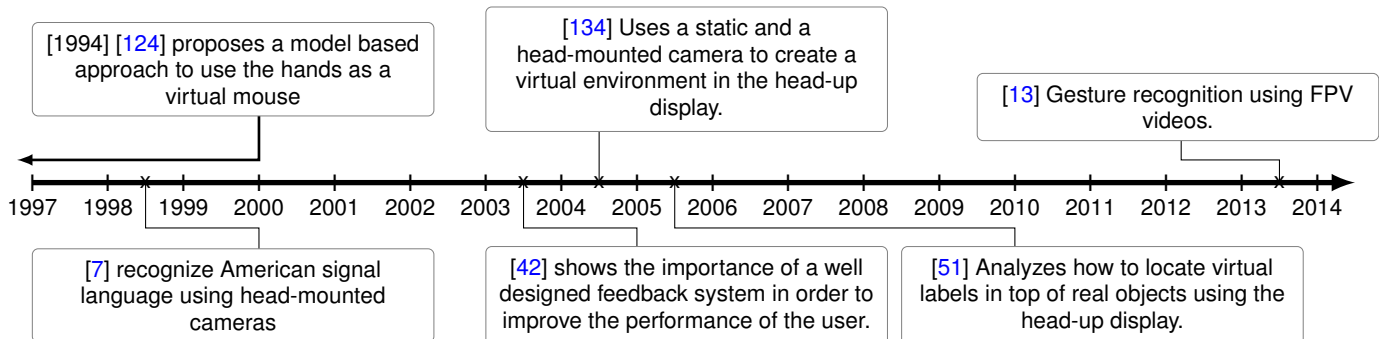 [1994] [124] proposes a model based
approach to use the hands as a
virtual mouse
[134] Uses a static and a
head-mounted camera to create a
virtual environment in the head-up
display.
[13] Gesture recognition using FPV
videos.
1997 1998 1999 2000 2001 2002 2003 2004 2005 2006 2007 2008 2009 2010 2011 2012 2013 2014
[7] recognize American signal
language using head-mounted
cameras
[42] shows the importance of a well
designed feedback system in order to
improve the performance of the user.
[51] Analyzes how to locate virtual
labels in top of real objects using the
head-up display.